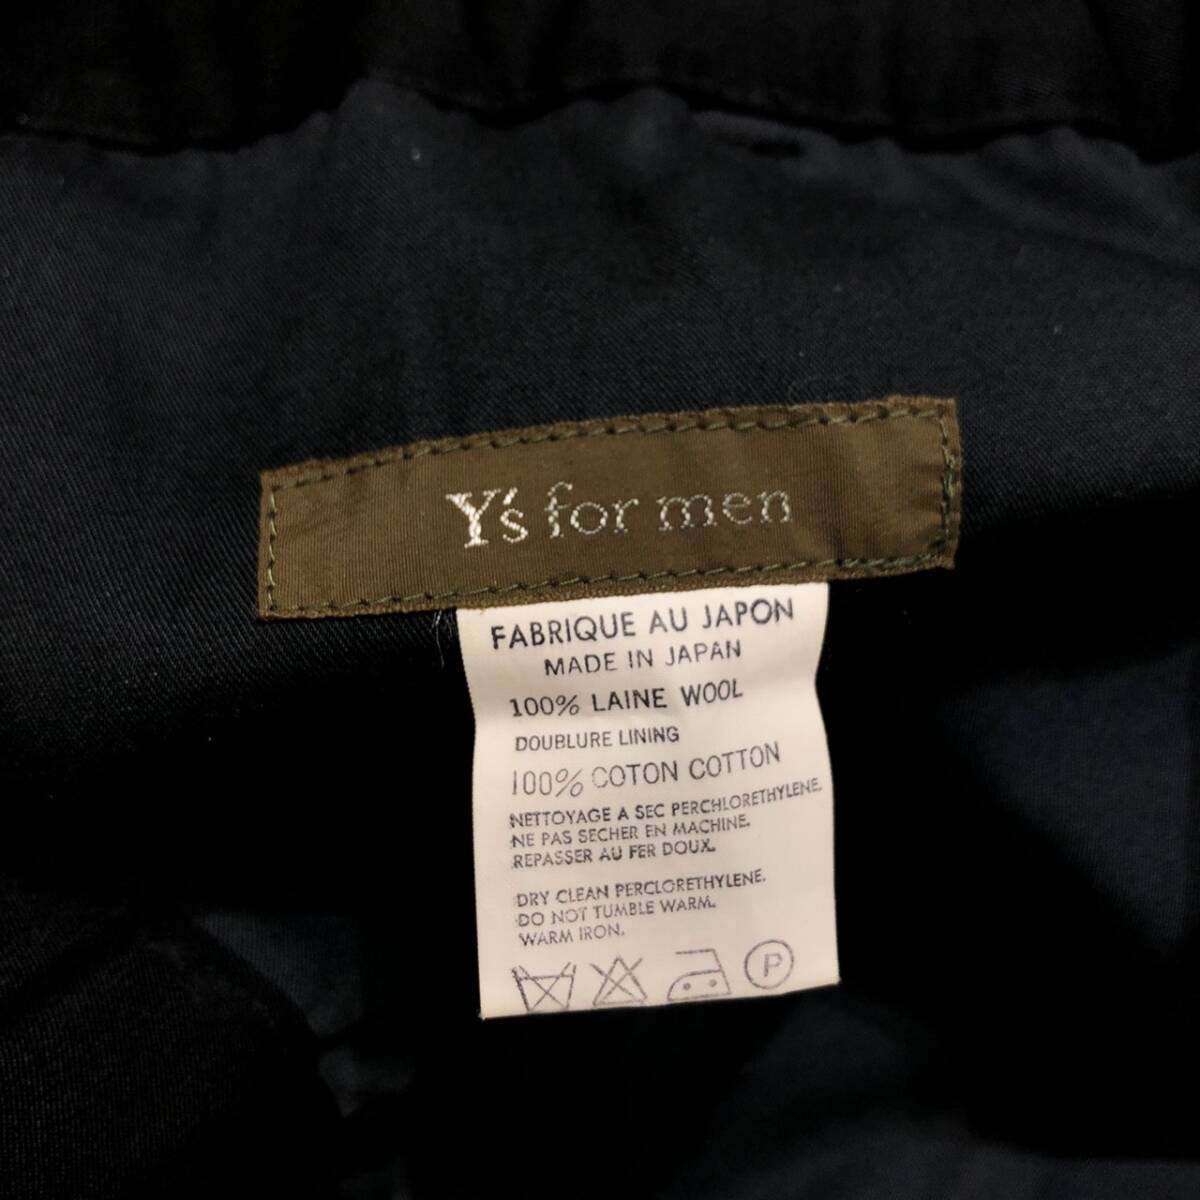 Y's for men
FABRIQUE AU JAPON
MADE IN JAPAN
100% LAINE WOOL
DOUBLURE LINING
100% COTON COTTON
NETTOYAGE A SEC PERCHLORETHYLENE.
NE PAS SECHER EN MACHINE.
REPASSER AU FER DOUX.
DRY CLEAN PERCLORETHYLENE.
DO NOT TUMBLE WARM.
WARM IRON.
P